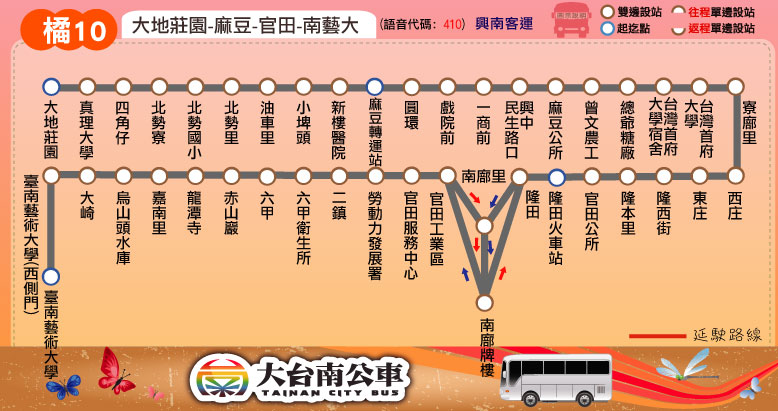 橘10
大地莊園-麻豆-官田-南藝大
(語音代碼：410)
興南客運
雙邊設站
往程單邊設站
起迄點
返程單邊設站
大地莊園
真理大學
四角仔
北勢寮
北勢國小
北勢里
油車里
小埤頭
新樓醫院
麻豆轉運站
圓環
戲院前
一商前
興中
民生路口
麻豆公所
曾文農工
總爺糖廠
台灣首府
大學宿舍
台灣首府
大學
寮廍里
西庄
東庄
隆西街
隆本里
官田公所
隆田火車站
隆田
南廍里
南廍牌樓
官田工業區
官田服務中心
勞動力發展署
二鎮
六甲衛生所
六甲
赤山巖
龍潭寺
嘉南里
烏山頭水庫
大崎
臺南藝術大學(西側門)
臺南藝術大學
延駛路線
大台南公車
TAINAN CITY BUS